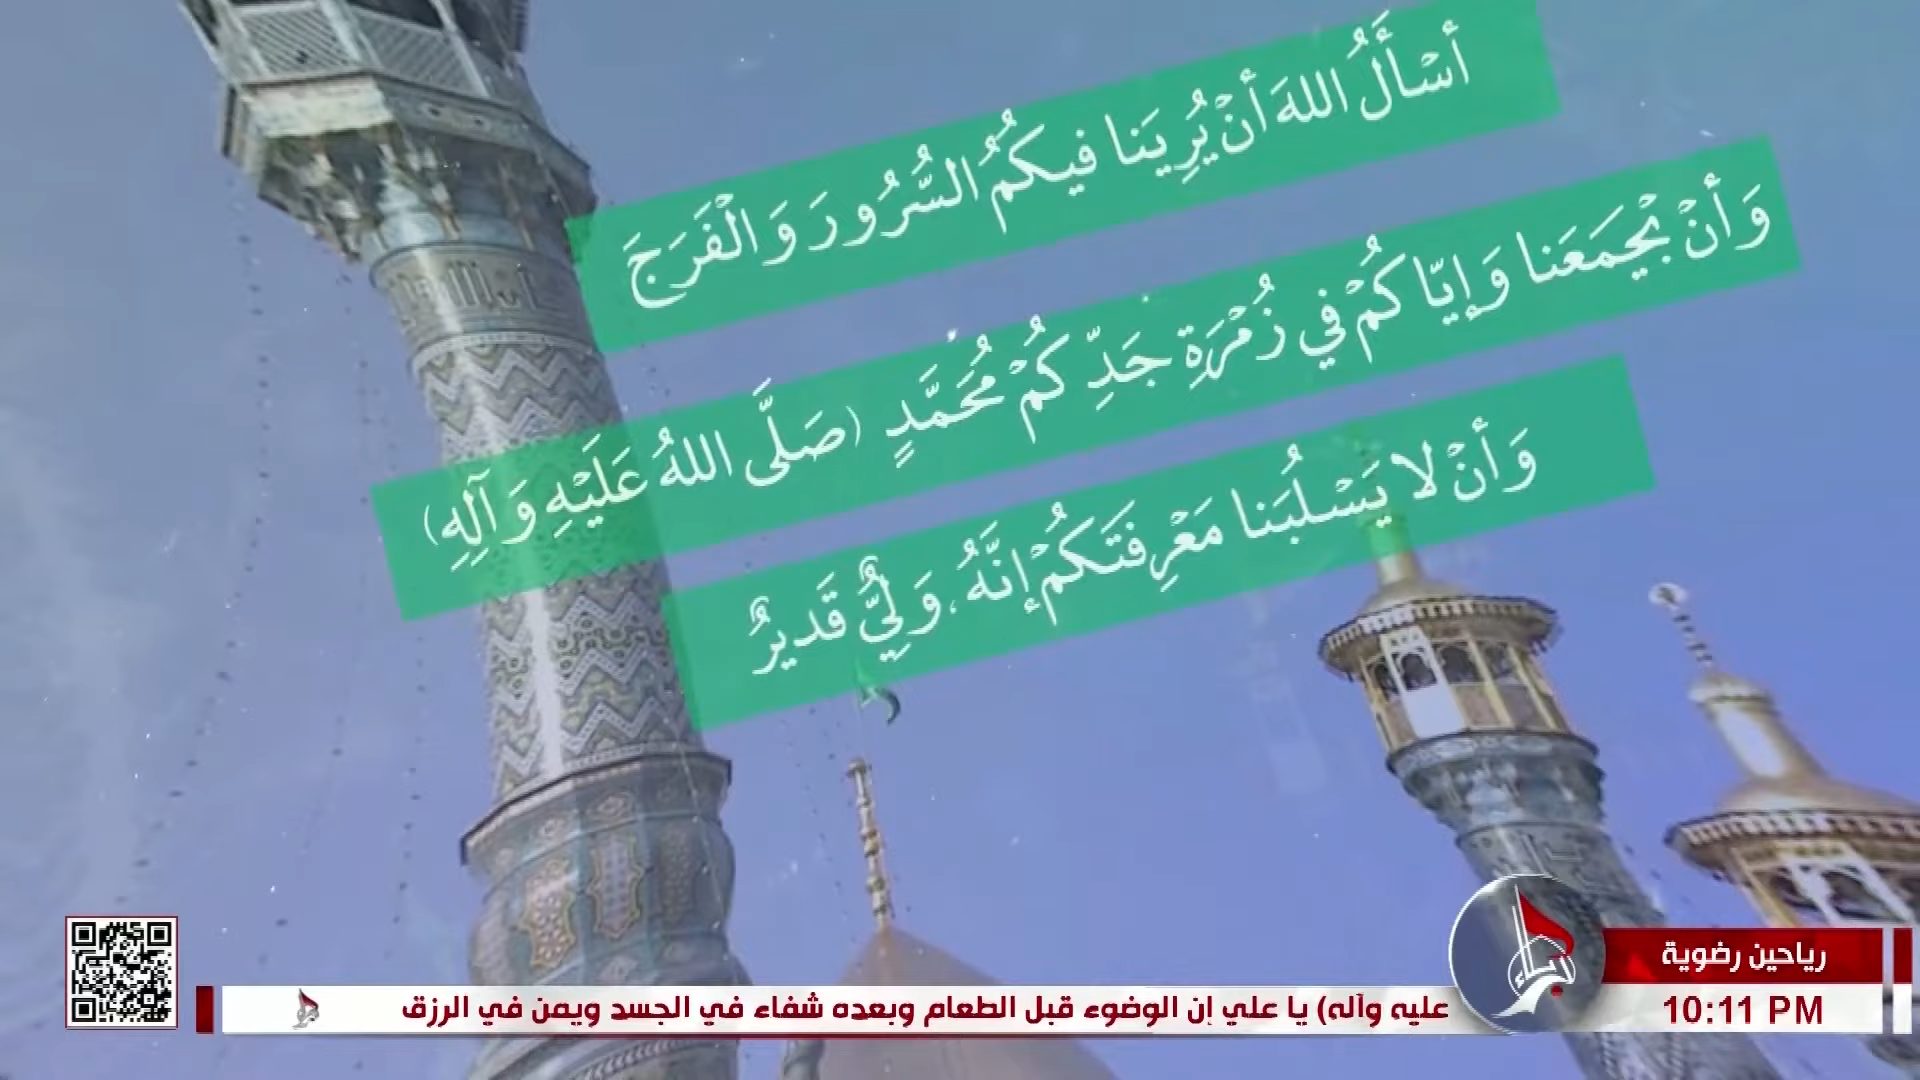 أَسْأَلُ اللهَ أَنْ يُرِيَنا فيكُمُ السُّرُورَ وَالْفَرَجَ
وَأَنْ يَجْمَعَنا وَإِيّاكُمْ في زُمْرَةِ جَدِّكُمْ مُحَمَّدٍ (صَلَّى اللهُ عَلَيْهِ وَآلِهِ)
وَأَنْ لا يَسْلُبَنا مَعْرِفَتَكُمْ إِنَّهُ، وَلِيٌّ قَديرٌ
رياحين رضوية
10:11 PM
عليه وآله) يا علي إن الوضوء قبل الطعام وبعده شفاء في الجسد ويمن في الرزق